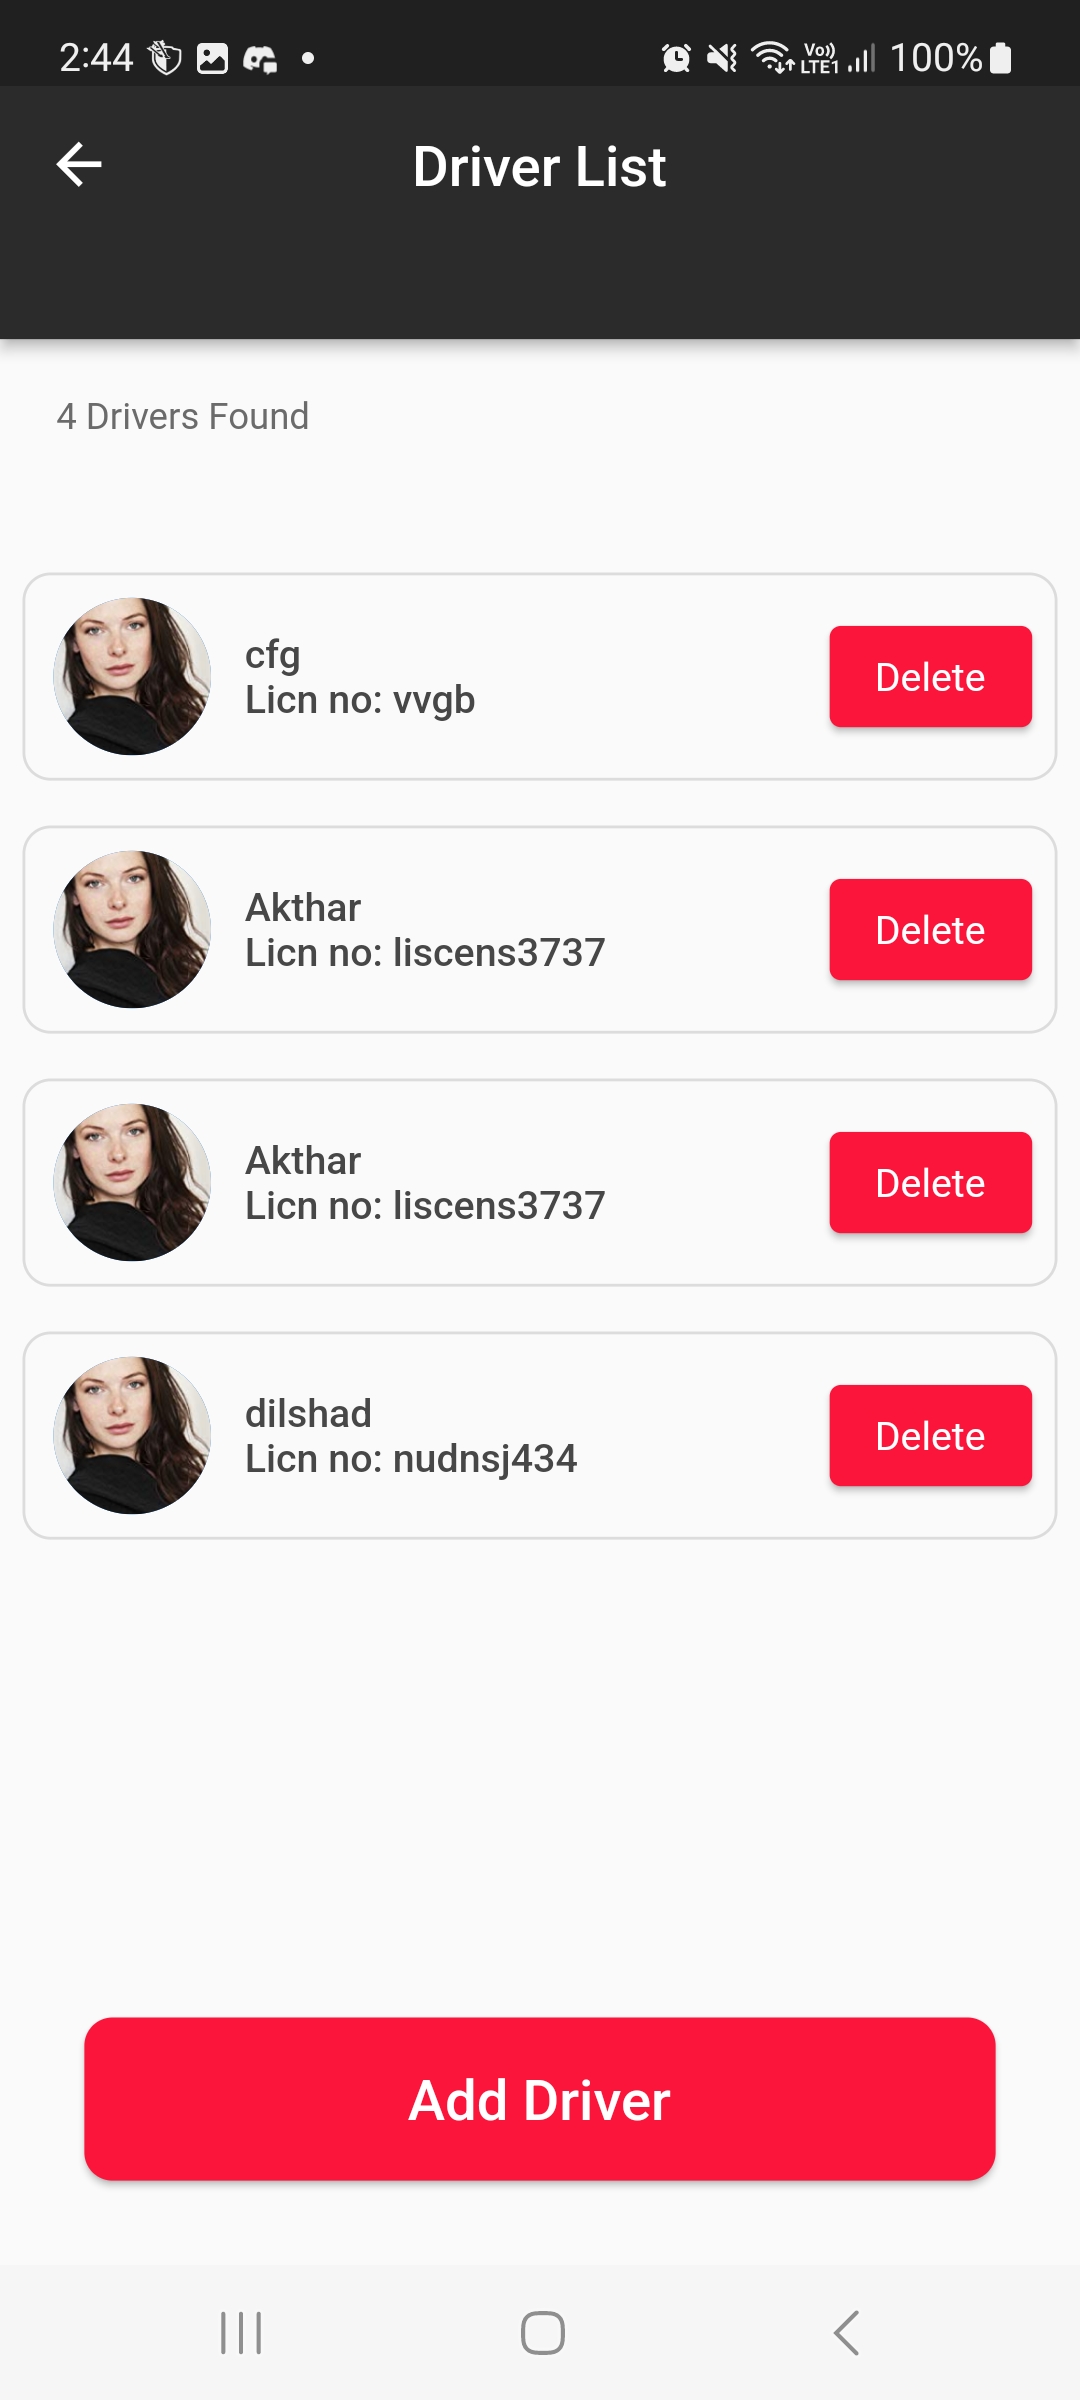 2:44
Vo))
LTE1
100%
Driver List
4 Drivers Found
cfg
Licn no: vvgb
Delete
Akthar
Licn no: liscens3737
Delete
Akthar
Licn no: liscens3737
Delete
dilshad
Licn no: nudnsj434
Delete
Add Driver